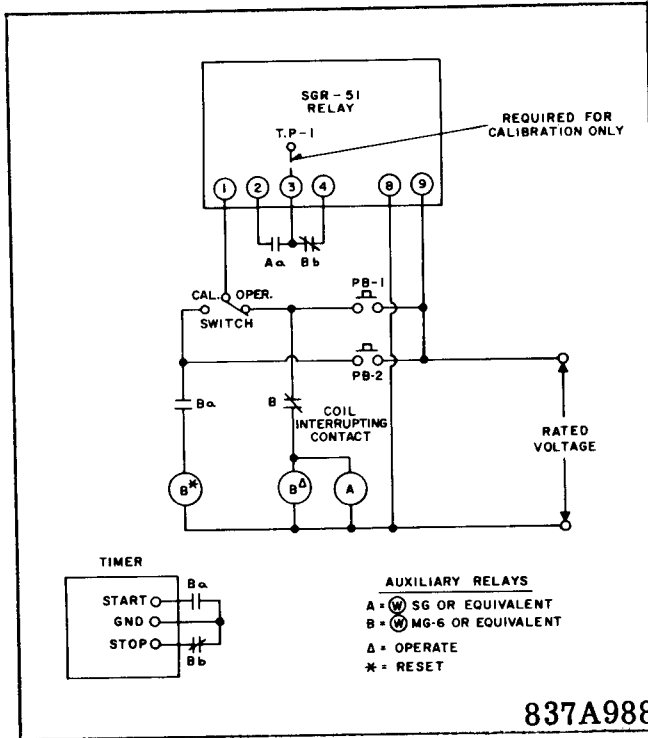 SGR-51
RELAY
T.P-1
REQUIRED FOR
CALIBRATION ONLY
1 2 3 4 8 9
Aa Bb
CAL. OPER.
SWITCH
PB-1
PB-2
Ba
B
COIL
INTERRUPTING
CONTACT
RATED
VOLTAGE
B* BΔ A
TIMER
START
GND
STOP
Ba
Bb
AUXILIARY RELAYS
A = W SG OR EQUIVALENT
B = W MG-6 OR EQUIVALENT
Δ = OPERATE
* = RESET
837A988